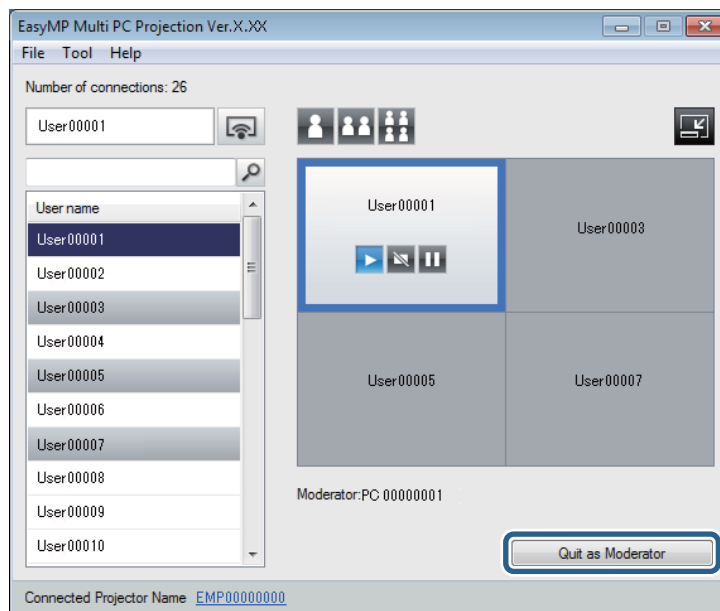 EasyMP Multi PC Projection Ver.X.XX
File Tool Help
Number of connections: 26
User00001
User name
User00001
User00002
User00003
User00004
User00005
User00006
User00007
User00008
User00009
User00010
User00001
User00003
User00005
User00007
Moderator:PC 00000001
Quit as Moderator
Connected Projector Name EMP00000000